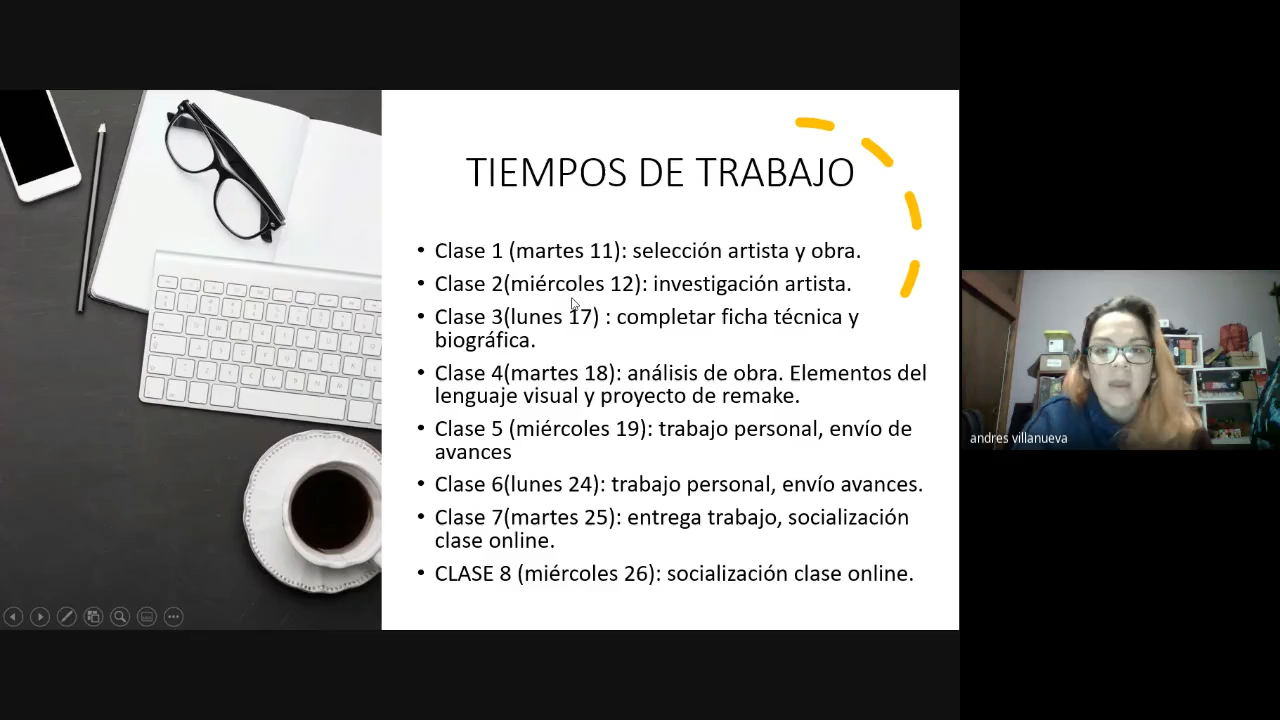 TIEMPOS DE TRABAJO
• Clase 1 (martes 11): selección artista y obra.
• Clase 2(miércoles 12): investigación artista.
• Clase 3(lunes 17) : completar ficha técnica y
biográfica.
• Clase 4(martes 18): análisis de obra. Elementos del
lenguaje visual y proyecto de remake.
• Clase 5 (miércoles 19): trabajo personal, envío de
avances
• Clase 6(lunes 24): trabajo personal, envío avances.
• Clase 7(martes 25): entrega trabajo, socialización
clase online.
• CLASE 8 (miércoles 26): socialización clase online.
andres villanueva